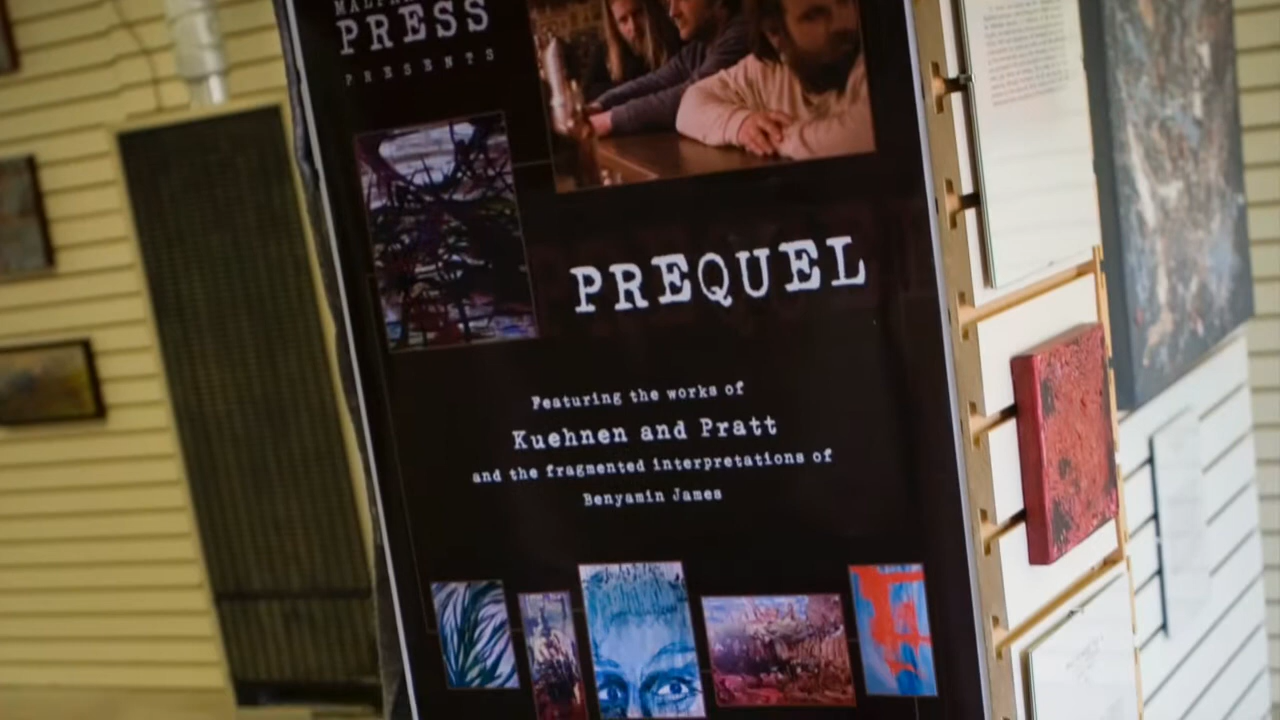 PRESS
PRESENTS
PREQUEL
Featuring the works of
Kuehnen and Pratt
and the fragmented interpretations of
Benyamin James